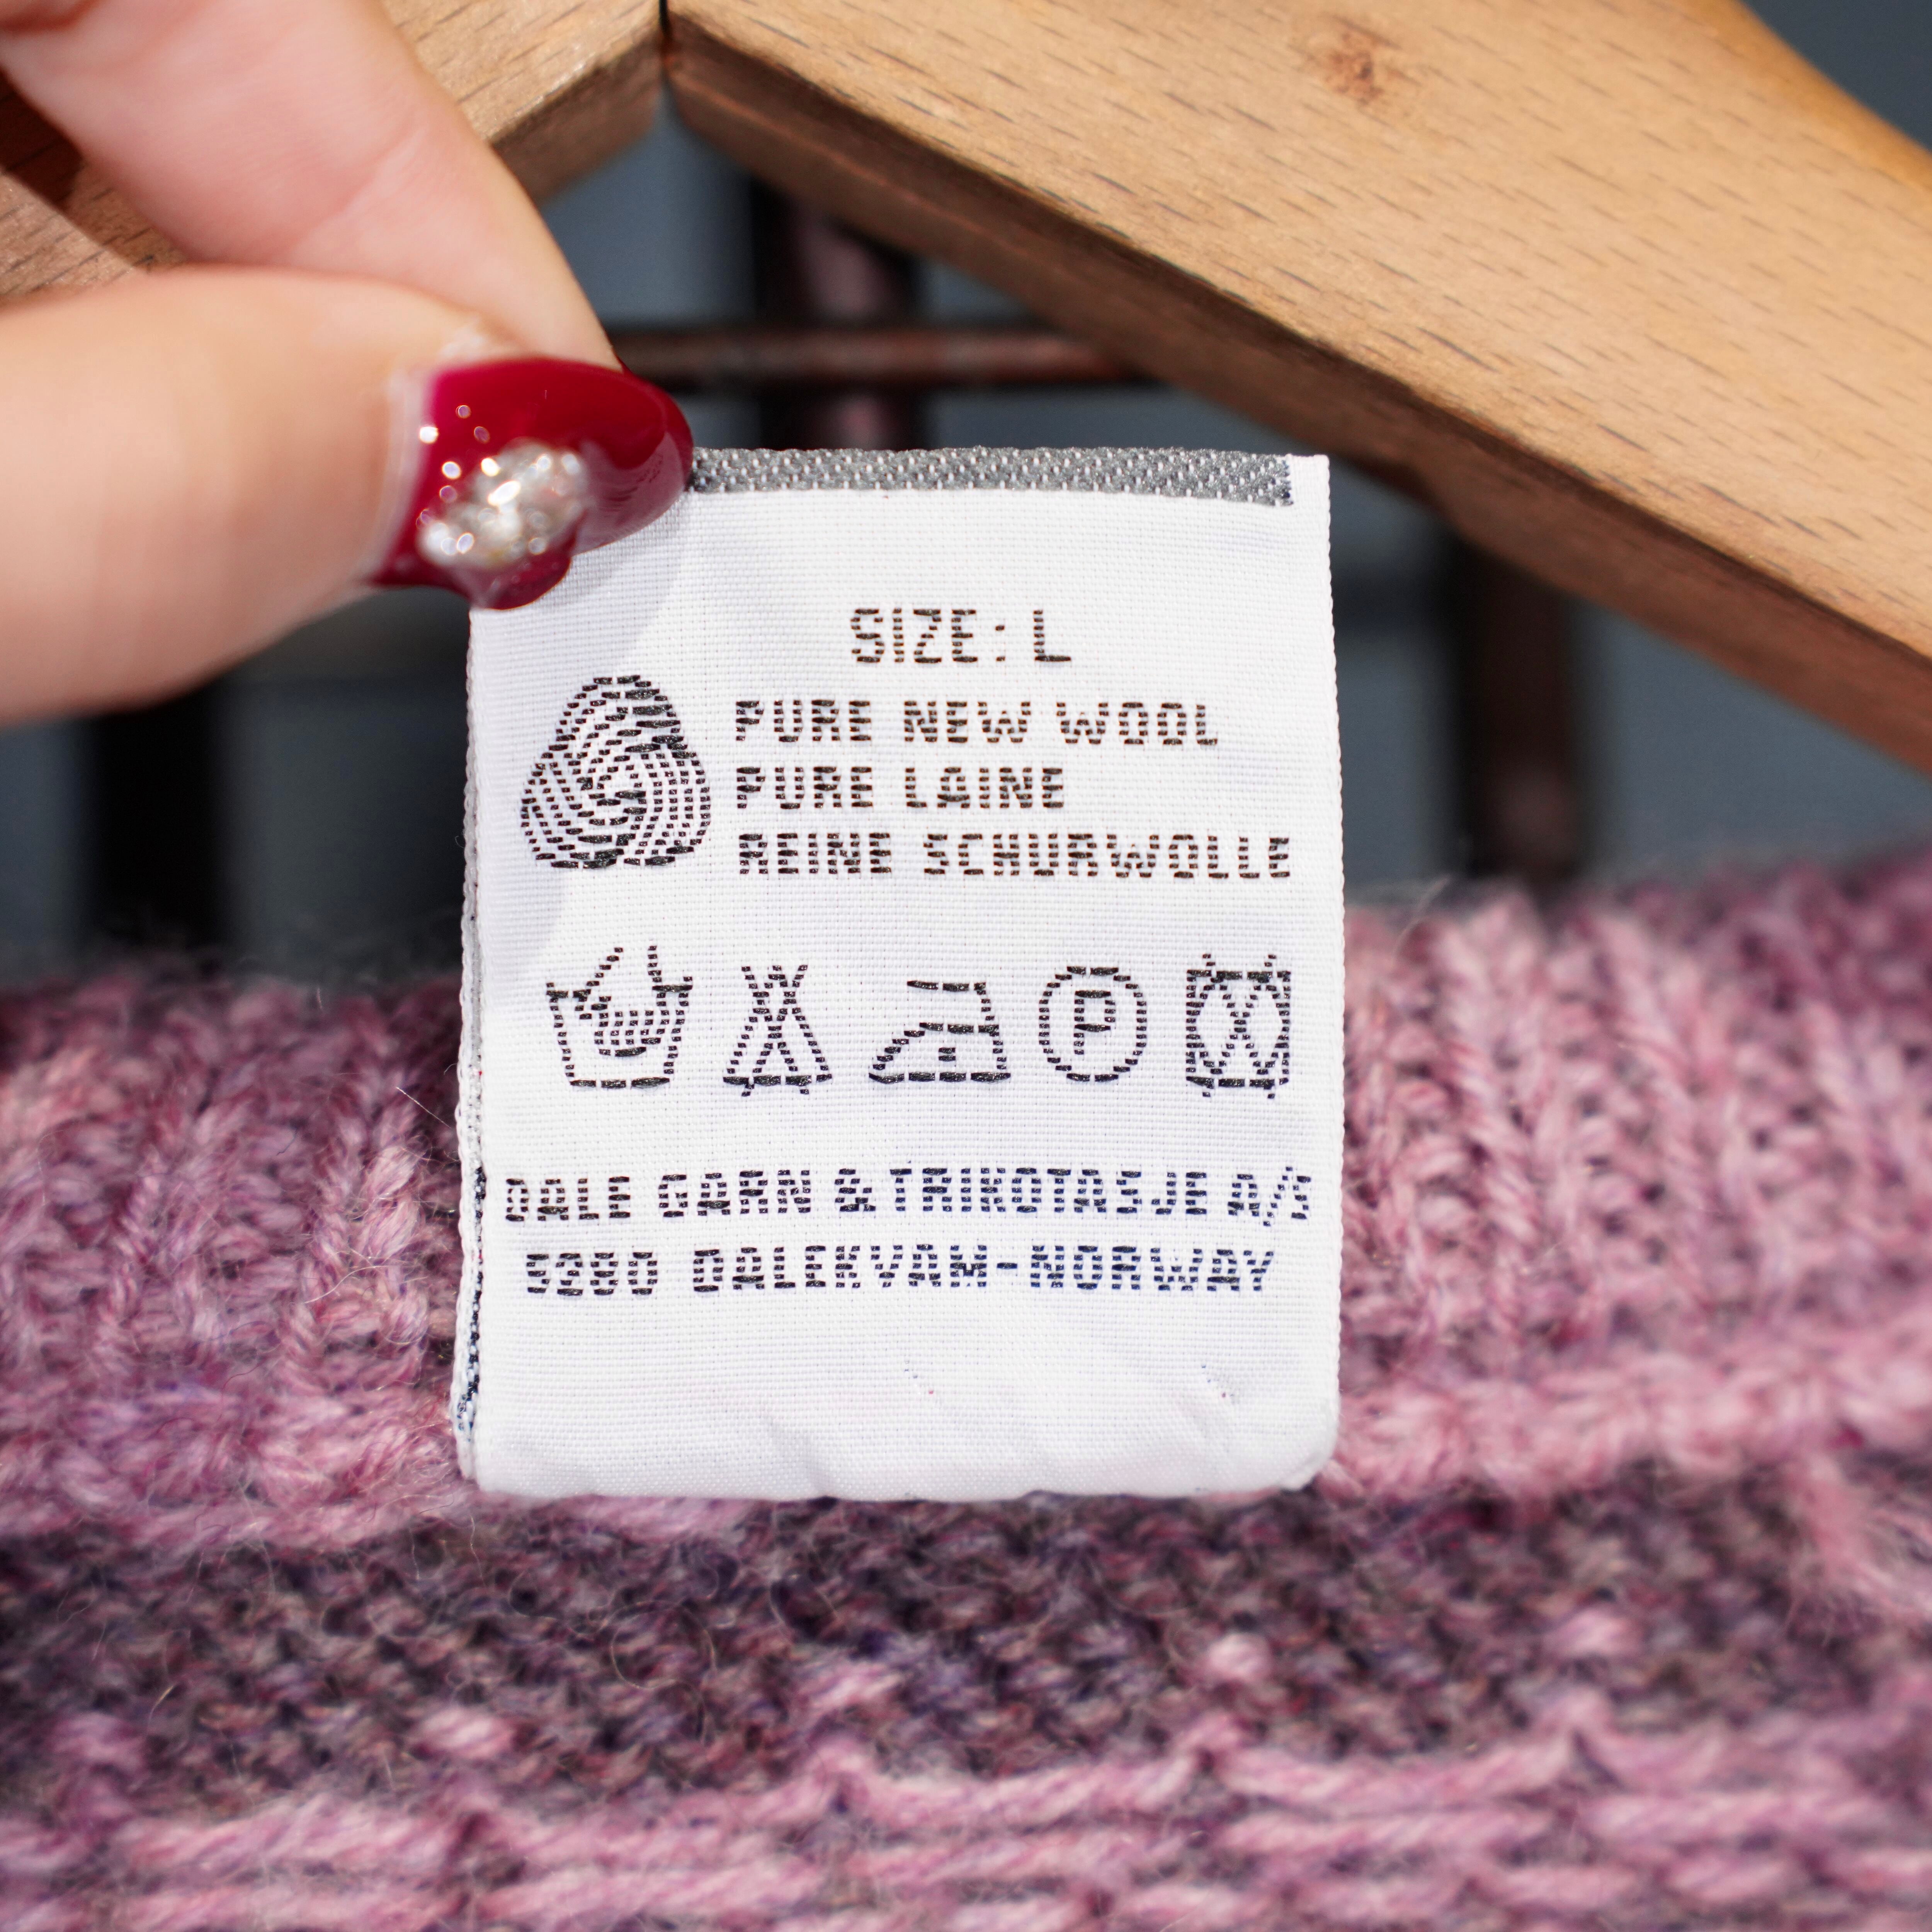 SIZE: L
PURE NEW WOOL
PURE LAINE
REINE SCHURWOLLE
P
DALE GARN & TRIKOTASJE A/S
5280 DALEKVAM-NORWAY